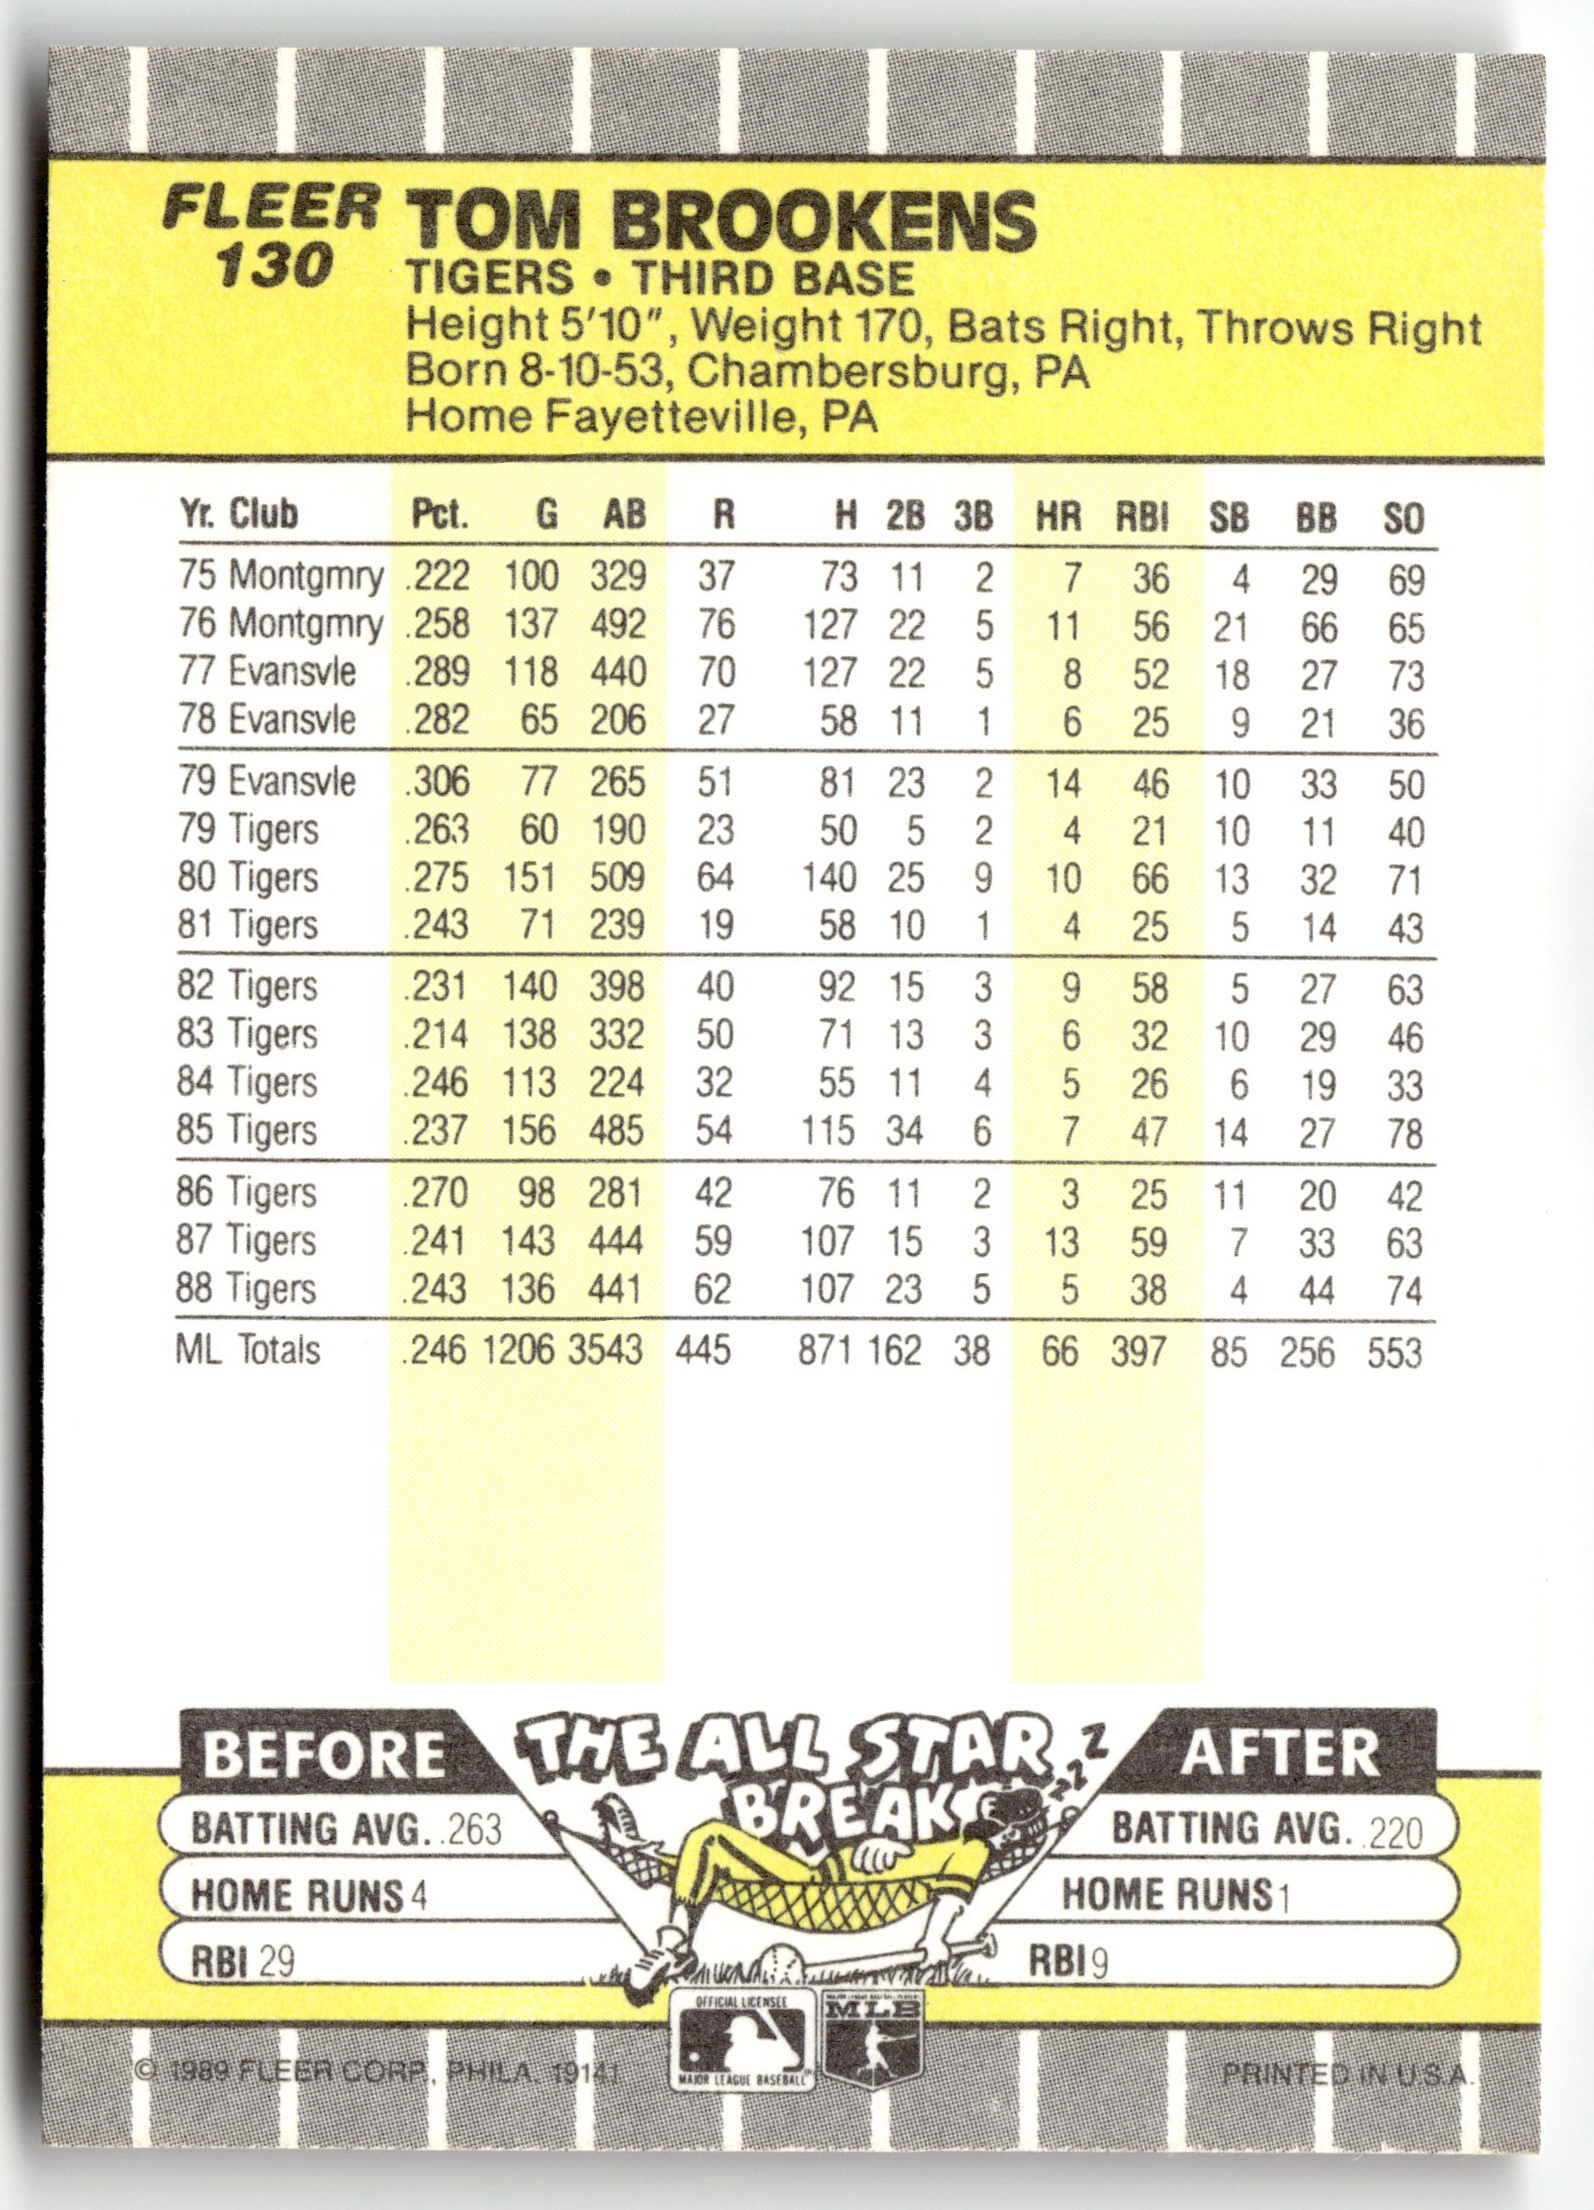 FLEER TOM BROOKENS
130
TIGERS • THIRD BASE
Height 5'10", Weight 170, Bats Right, Throws Right
Born 8-10-53, Chambersburg, PA
Home Fayetteville, PA
Yr. Club Pct. G AB R H 2B 3B HR RBI SB BB SO
75 Montgmry .222 100 329 37 73 11 2 7 36 4 29 69
76 Montgmry .258 137 492 76 127 22 5 11 56 21 66 65
77 Evansvle .289 118 440 70 127 22 5 8 52 18 27 73
78 Evansvle .282 65 206 27 58 11 1 6 25 9 21 36
79 Evansvle .306 77 265 51 81 23 2 14 46 10 33 50
79 Tigers .263 60 190 23 50 5 2 4 21 10 11 40
80 Tigers .275 151 509 64 140 25 9 10 66 13 32 71
81 Tigers .243 71 239 19 58 10 1 4 25 5 14 43
82 Tigers .231 140 398 40 92 15 3 9 58 5 27 63
83 Tigers .214 138 332 50 71 13 3 6 32 10 29 46
84 Tigers .246 113 224 32 55 11 4 5 26 6 19 33
85 Tigers .237 156 485 54 115 34 6 7 47 14 27 78
86 Tigers .270 98 281 42 76 11 2 3 25 11 20 42
87 Tigers .241 143 444 59 107 15 3 13 59 7 33 63
88 Tigers .243 136 441 62 107 23 5 5 38 4 44 74
ML Totals .246 1206 3543 445 871 162 38 66 397 85 256 553
BEFORE THE ALL STAR BREAK ZZZZ AFTER
BATTING AVG. .263 BATTING AVG. .220
HOME RUNS 4 HOME RUNS 1
RBI 29 RBI 9
OFFICIAL LICENSEE
MAJOR LEAGUE BASEBALL
MLB
© 1989 FLEER CORP., PHILA. 19141 PRINTED IN U.S.A.